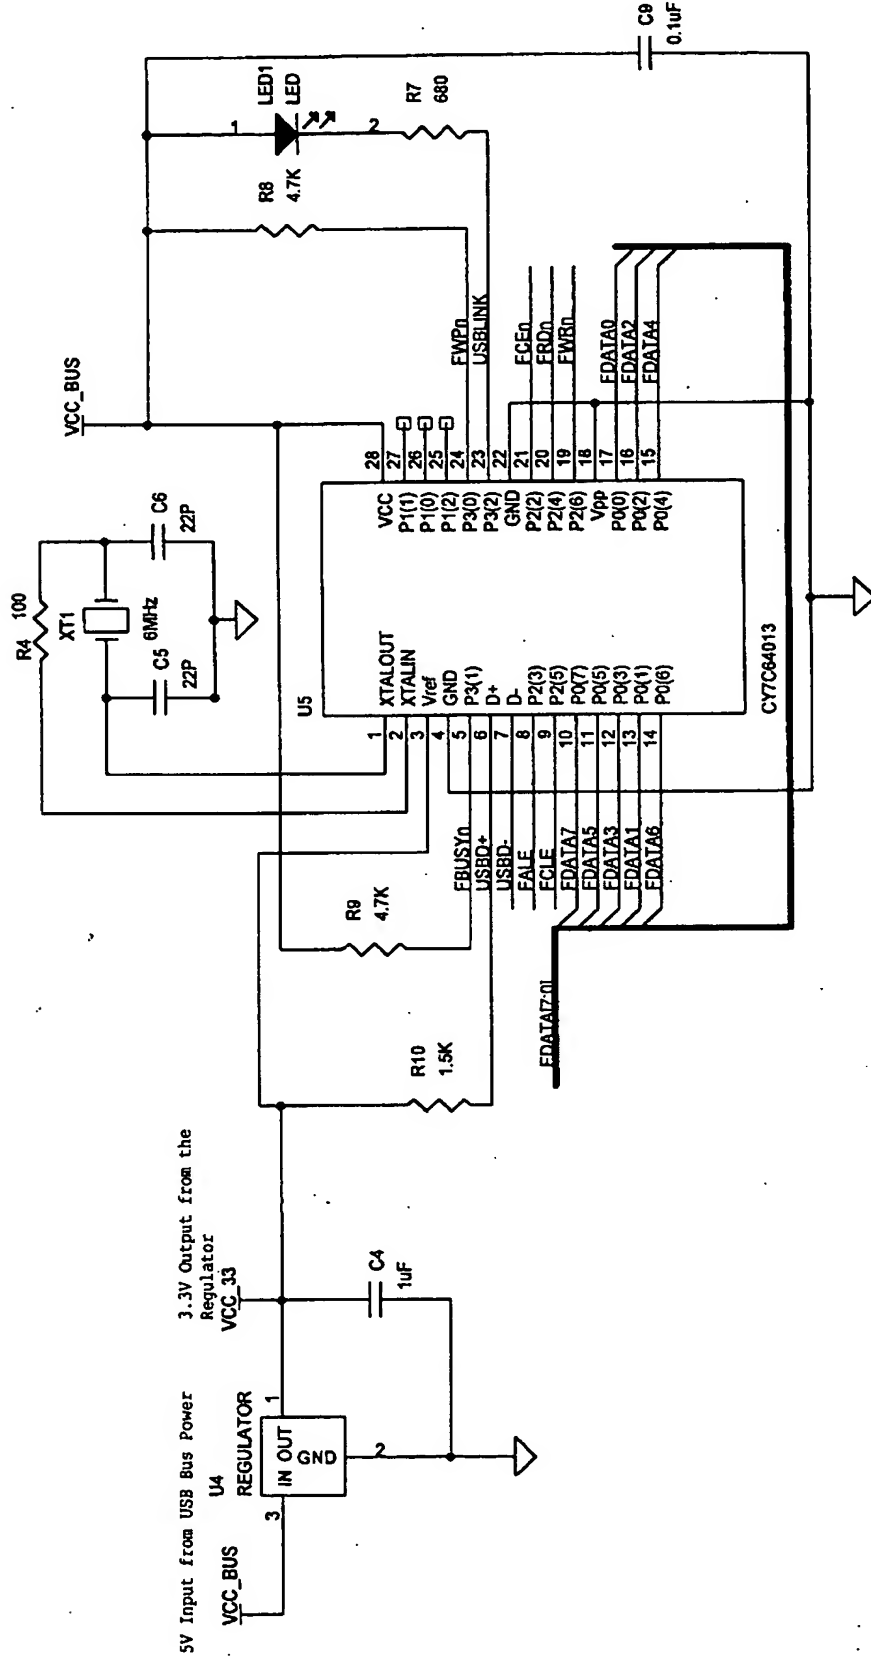 5V Input from USB Bus Power
3.3V Output from the
Regulator
VCC_BUS
U4
REGULATOR
IN OUT
GND
3
1
2
VCC_33
C4
1uF
R10
1.5K
R9
4.7K
R4
100
XT1
6MHz
C5
22P
C6
22P
VCC_BUS
R8
4.7K
LED1
LED
1
2
R7
680
C9
0.1uF
U5
CY7C64013
1 XTALOUT
2 XTALIN
3 Vref
4 GND
FBUSYn 5 P3(1)
USBD+ 6 D+
USBD- 7 D-
FALE 8 P2(3)
FCLE 9 P2(5)
FDATA7 10 P0(7)
FDATA5 11 P0(5)
FDATA3 12 P0(3)
FDATA1 13 P0(1)
FDATA6 14 P0(6)
VCC 28
P1(1) 27
P1(0) 26
P1(2) 25
P3(0) 24 FWPn
P3(2) 23 USBLINK
GND 22
P2(2) 21 FCEn
P2(4) 20 FRDn
P2(6) 19 FWRn
Vpp 18
P0(0) 17 FDATA0
P0(2) 16 FDATA2
P0(4) 15 FDATA4
FDATA[7:0]